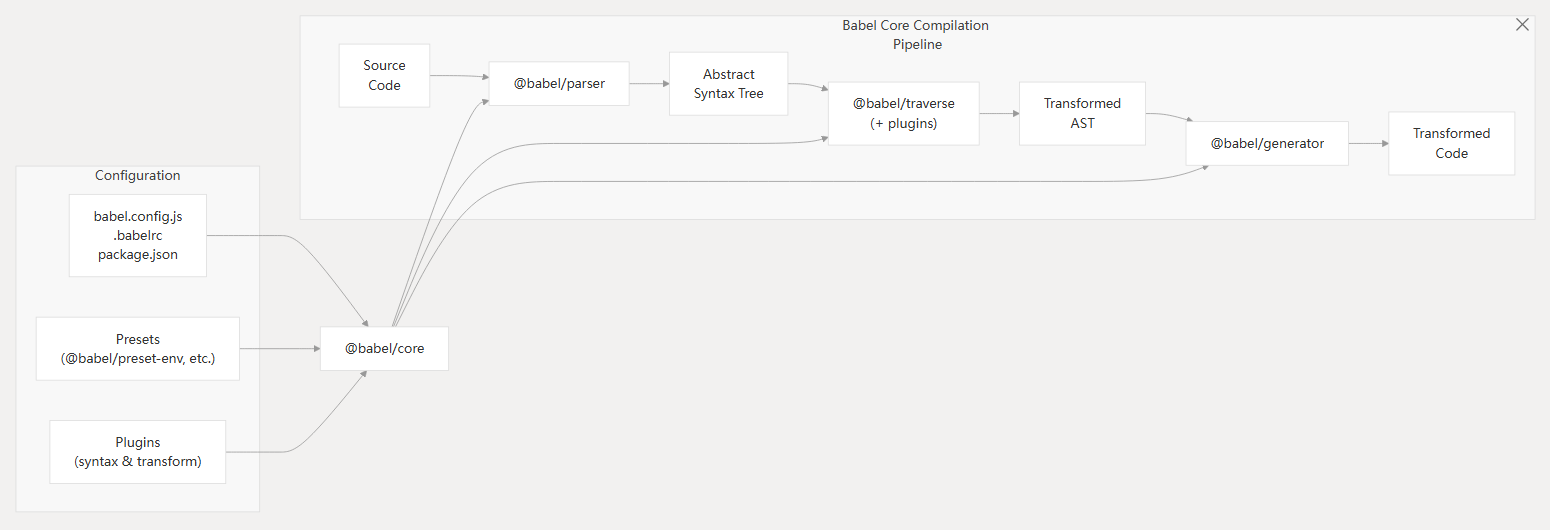 Babel Core Compilation
Pipeline
Source
Code
@babel/parser
Abstract
Syntax Tree
@babel/traverse
(+ plugins)
Transformed
AST
@babel/generator
Transformed
Code
Configuration
babel.config.js
.babelrc
package.json
Presets
(@babel/preset-env, etc.)
@babel/core
Plugins
(syntax & transform)